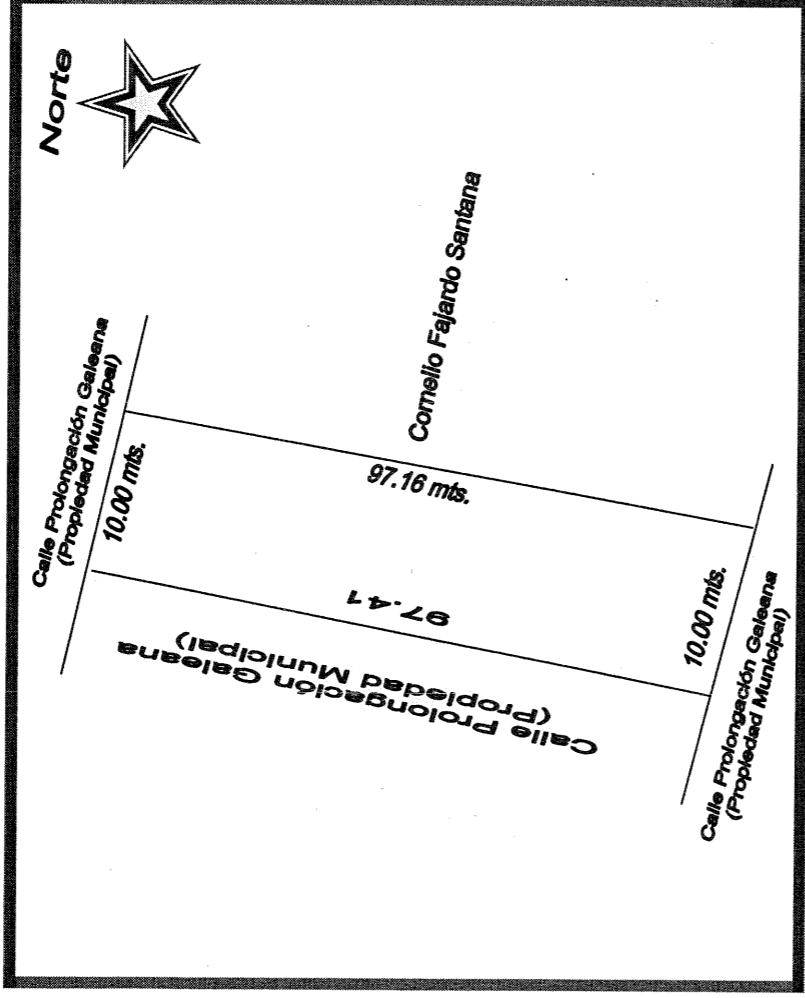 Norte
Calle Prolongación Galeana
(Propiedad Municipal)
10.00 mts.
Cornelio Fajardo Santana
97.16 mts.
97.41
Calle Prolongación Galeana
(Propiedad Municipal)
10.00 mts.
Calle Prolongación Galeana
(Propiedad Municipal)